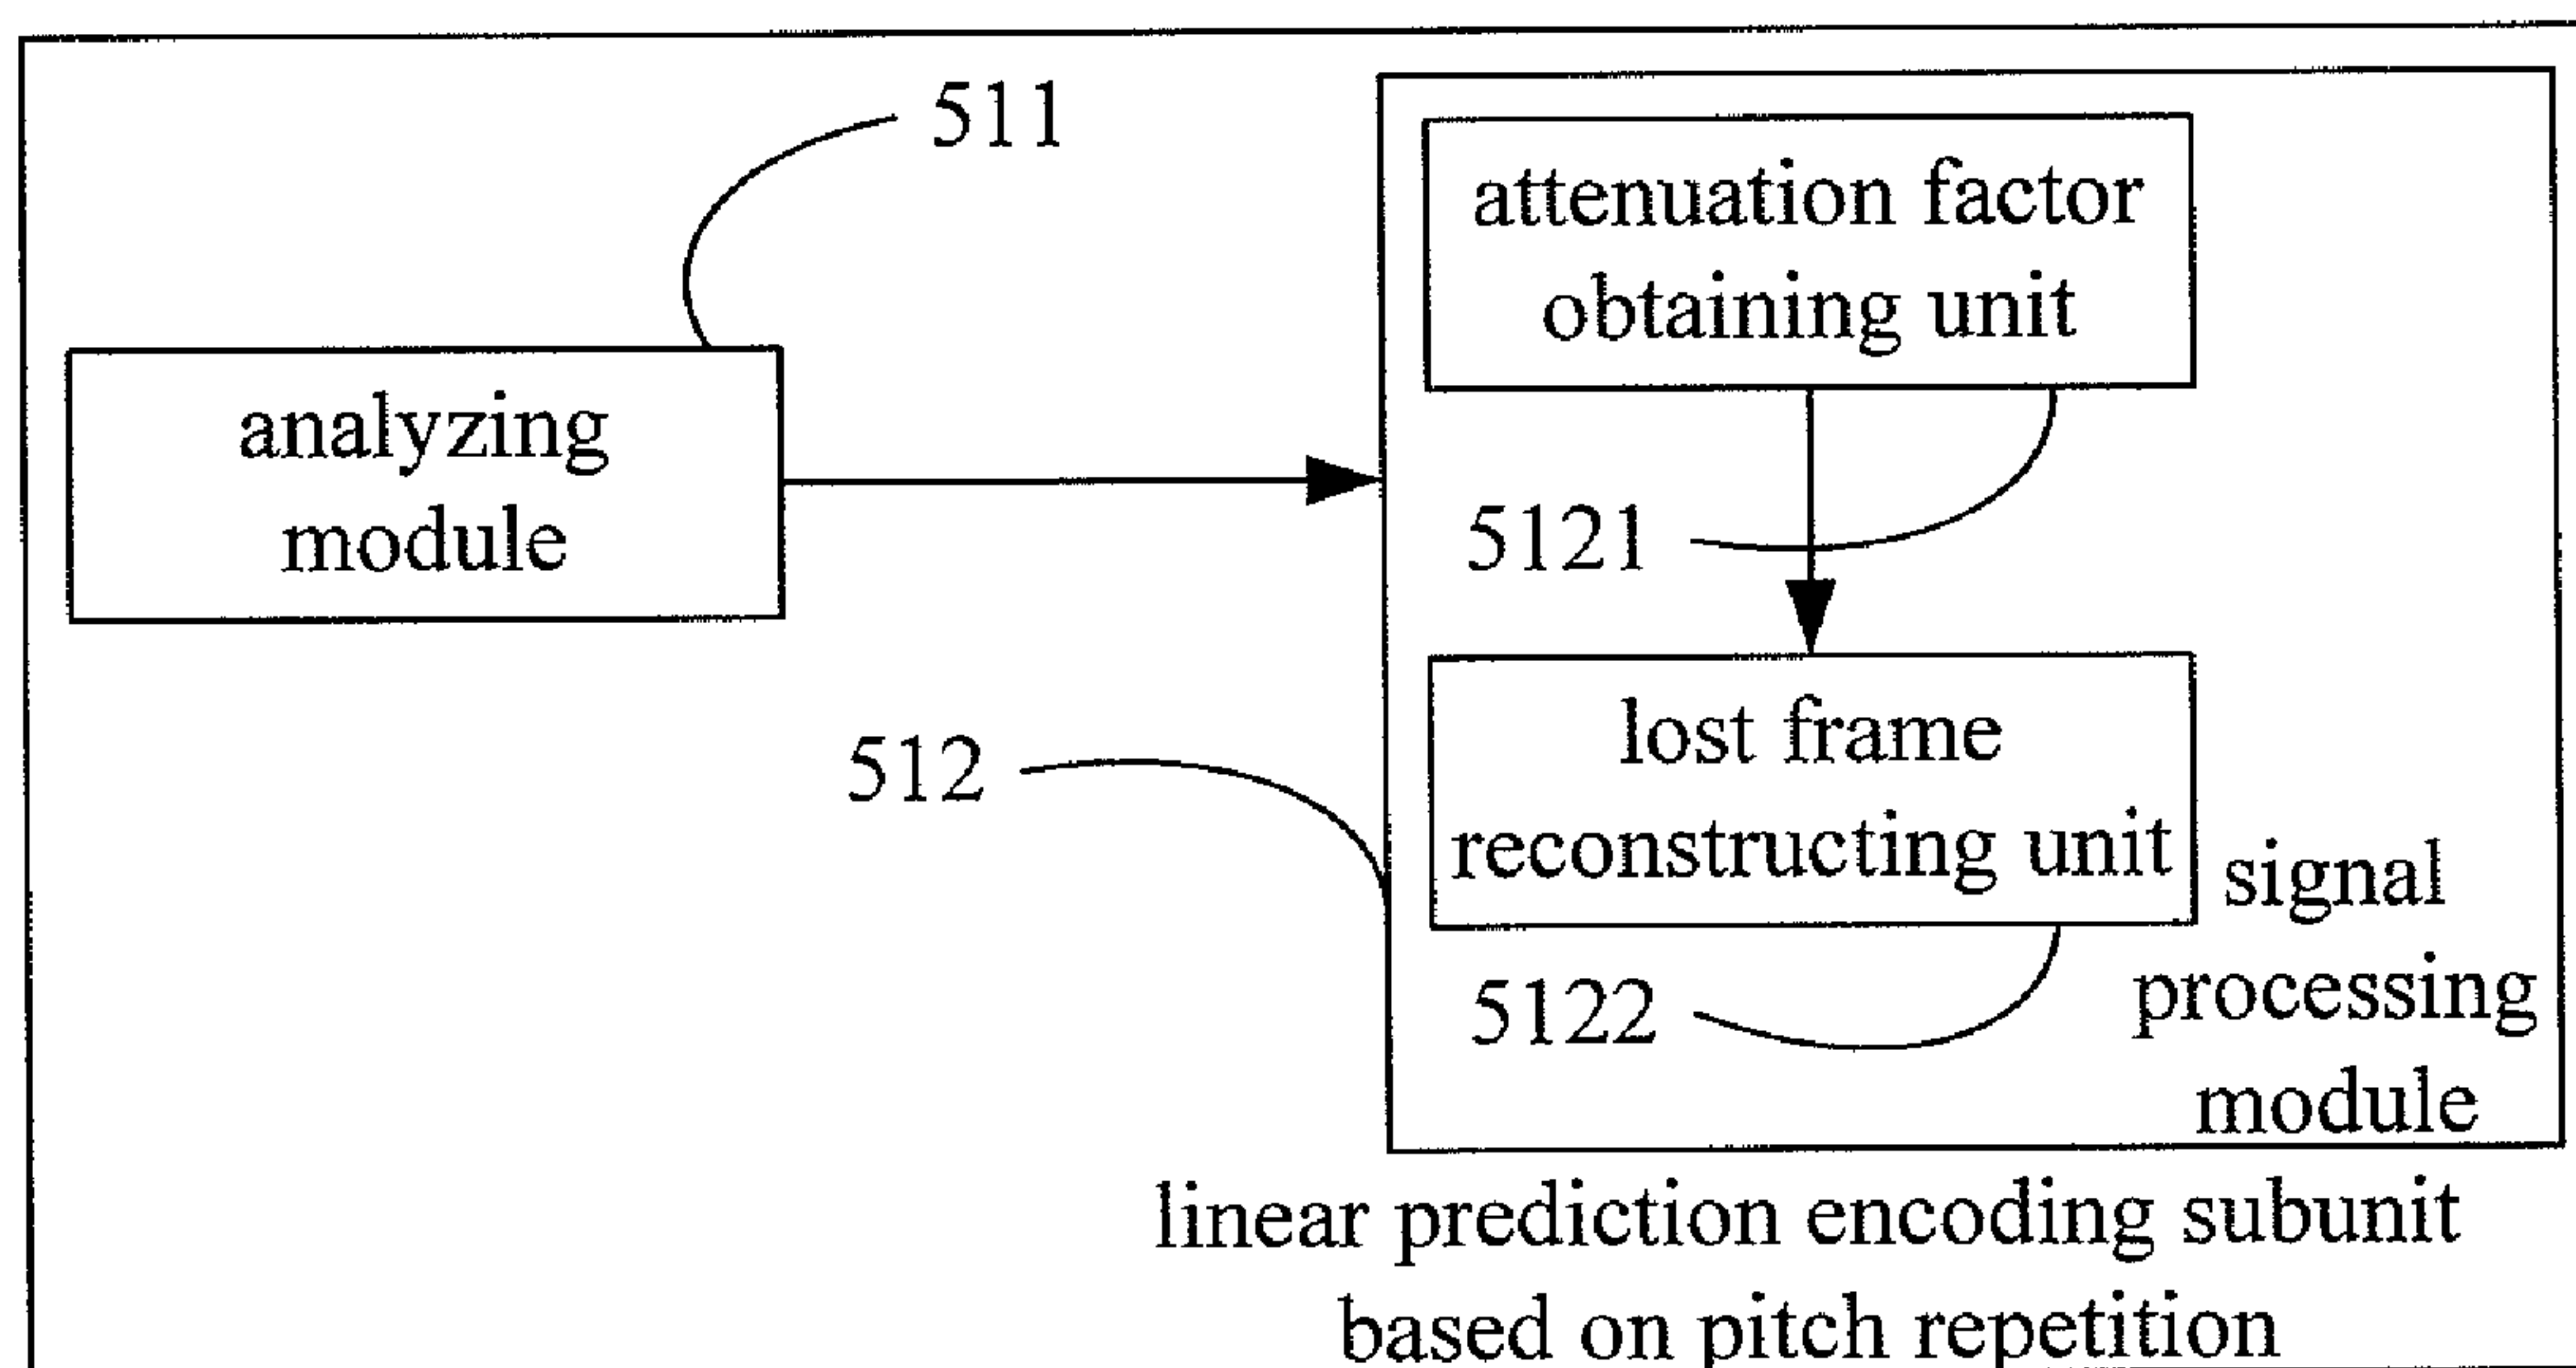 511
analyzing
module
attenuation factor
obtaining unit
5121
lost frame
reconstructing unit
512
5122
signal
processing
module
linear prediction encoding subunit
based on pitch repetition